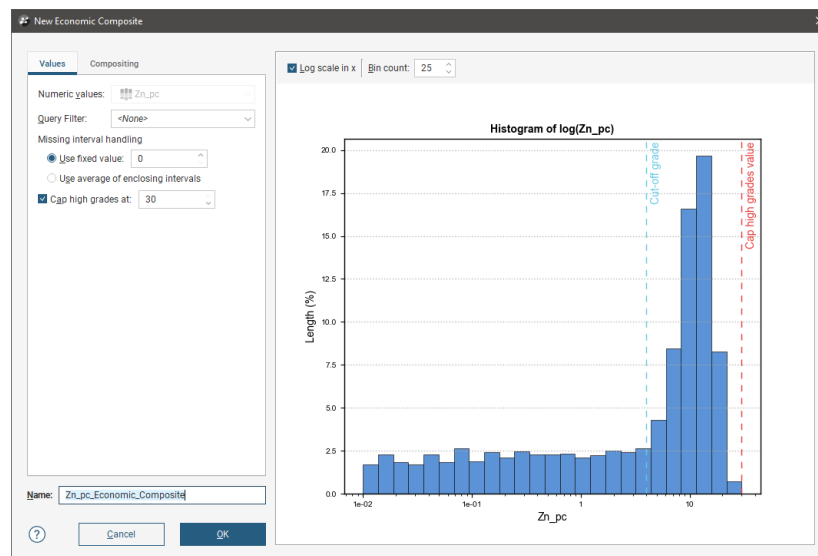 New Economic Composite
Values Compositing
Numeric values: Zn_pc
Query Filter: <None>
Missing interval handling
Use fixed value: 0
Use average of enclosing intervals
Cap high grades at: 30
Name: Zn_pc_Economic_Composite
? Cancel OK
Log scale in x Bin count: 25
Histogram of log(Zn_pc)
20.0
17.5
15.0
12.5
10.0
7.5
5.0
2.5
0.0
Length (%)
Cut-off grade
Cap high grades value
1e-02 1e-01 1 10
Zn_pc